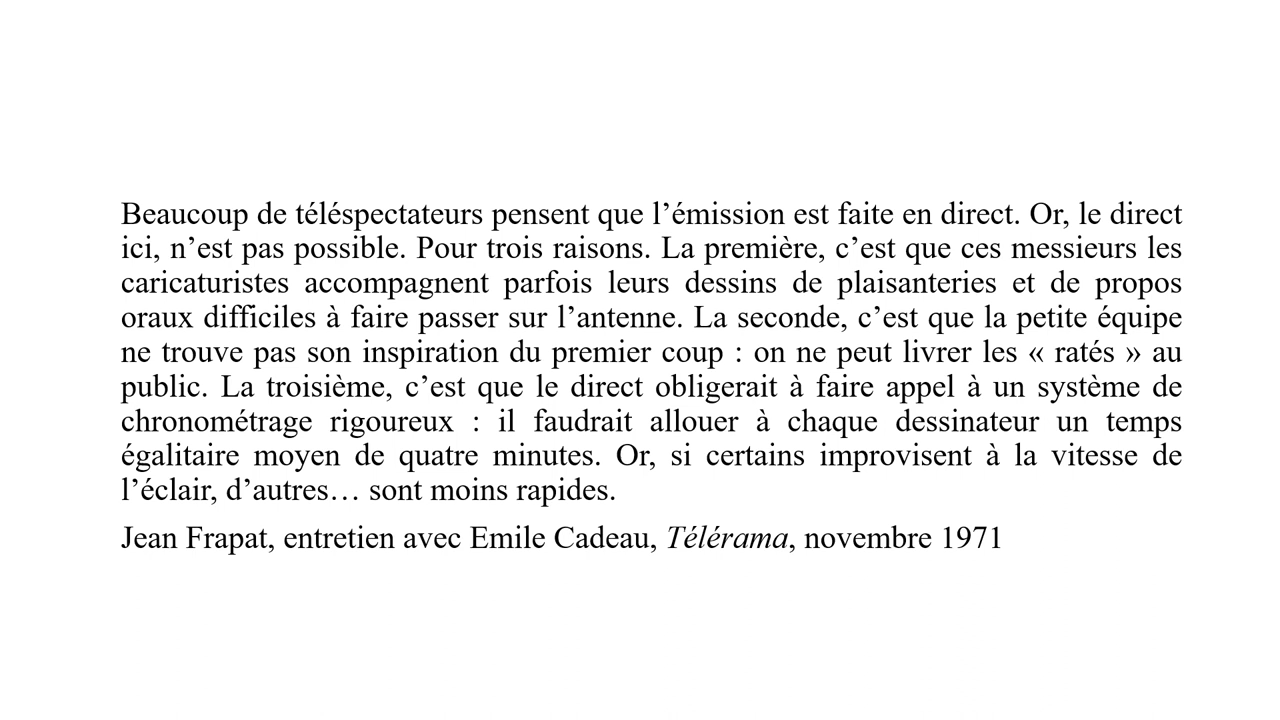 Beaucoup de téléspectateurs pensent que l’émission est faite en direct. Or, le direct
ici, n’est pas possible. Pour trois raisons. La première, c’est que ces messieurs les
caricaturistes accompagnent parfois leurs dessins de plaisanteries et de propos
oraux difficiles à faire passer sur l’antenne. La seconde, c’est que la petite équipe
ne trouve pas son inspiration du premier coup : on ne peut livrer les « ratés » au
public. La troisième, c’est que le direct obligerait à faire appel à un système de
chronométrage rigoureux : il faudrait allouer à chaque dessinateur un temps
égalitaire moyen de quatre minutes. Or, si certains improvisent à la vitesse de
l’éclair, d’autres… sont moins rapides.
Jean Frapat, entretien avec Emile Cadeau, Télérama, novembre 1971